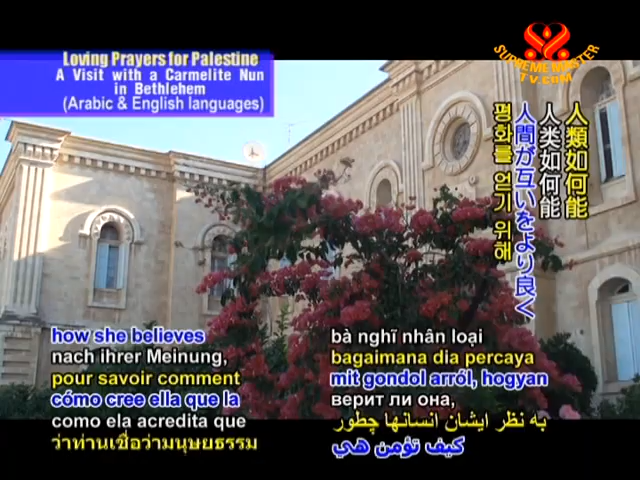 Loving Prayers for Palestine
A Visit with a Carmelite Nun
in Bethlehem
(Arabic & English languages)
SUPREME MASTER
TV.COM
人類如何能
人类如何能
人間が互いをより良く
평화를 얻기 위해
how she believes
nach ihrer Meinung,
pour savoir comment
cómo cree ella que la
como ela acredita que
ว่าท่านเชื่อว่ามนุษยธรรม
bà nghĩ nhân loại
bagaimana dia percaya
mit gondol arról, hogyan
верит ли она,
به نظر ایشان انسانها چطور
كيف تؤمن هي